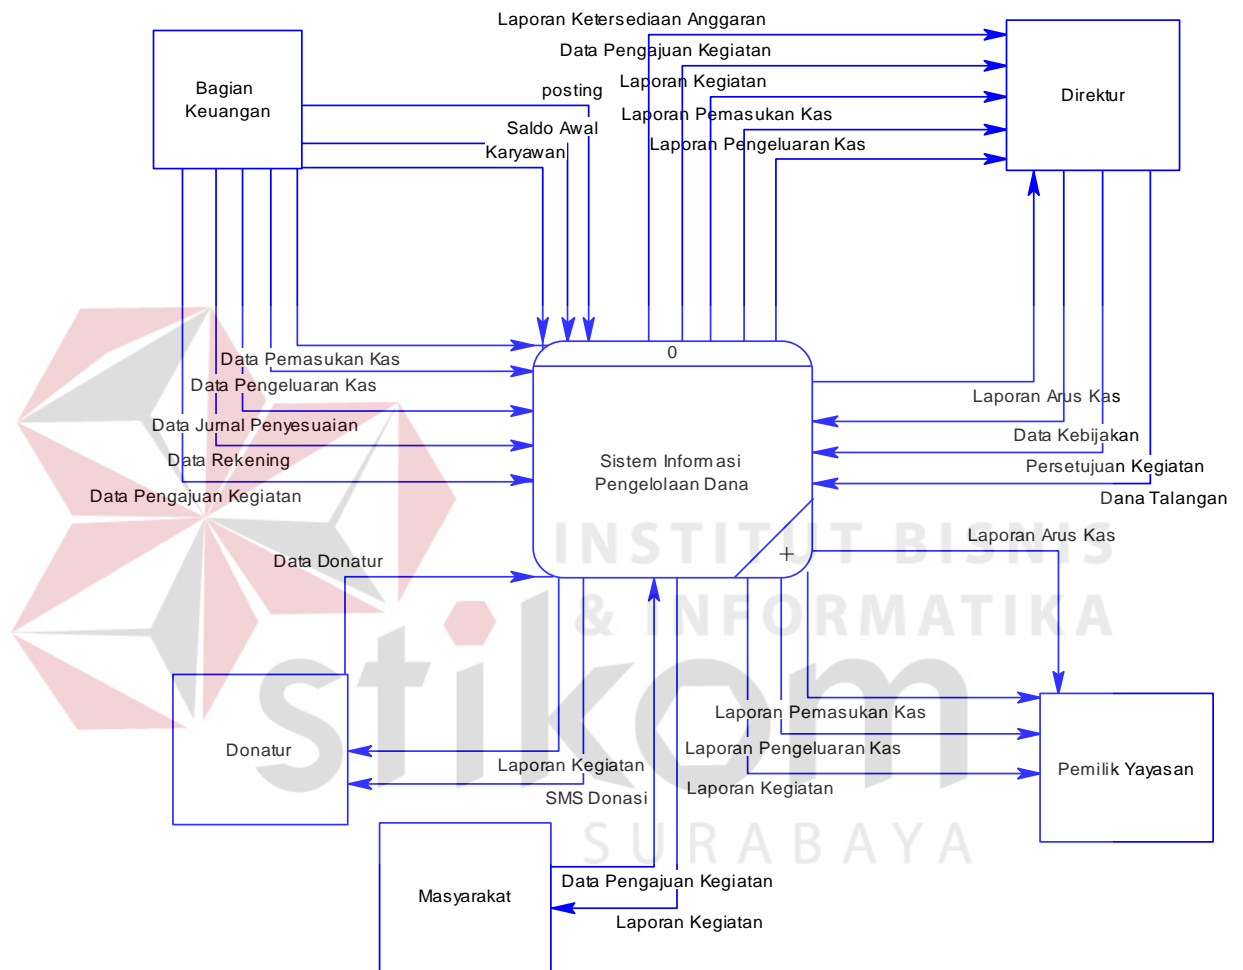 Laporan Ketersediaan Anggaran
Data Pengajuan Kegiatan
Laporan Kegiatan
Laporan Pemasukan Kas
Laporan Pengeluaran Kas
Bagian
Keuangan
posting
Saldo Awal
Karyawan
Direktur
0
Data Pemasukan Kas
Data Pengeluaran Kas
Data Jurnal Penyesuaian
Data Rekening
Data Pengajuan Kegiatan
Sistem Informasi
Pengelolaan Dana
+
Laporan Arus Kas
Data Kebijakan
Persetujuan Kegiatan
Dana Talangan
Laporan Arus Kas
INSTITUT BISNIS
& INFORMATIKA
stikom
SURABAYA
Data Donatur
Donatur
Laporan Kegiatan
SMS Donasi
Laporan Pemasukan Kas
Laporan Pengeluaran Kas
Laporan Kegiatan
Pemilik Yayasan
Masyarakat
Data Pengajuan Kegiatan
Laporan Kegiatan